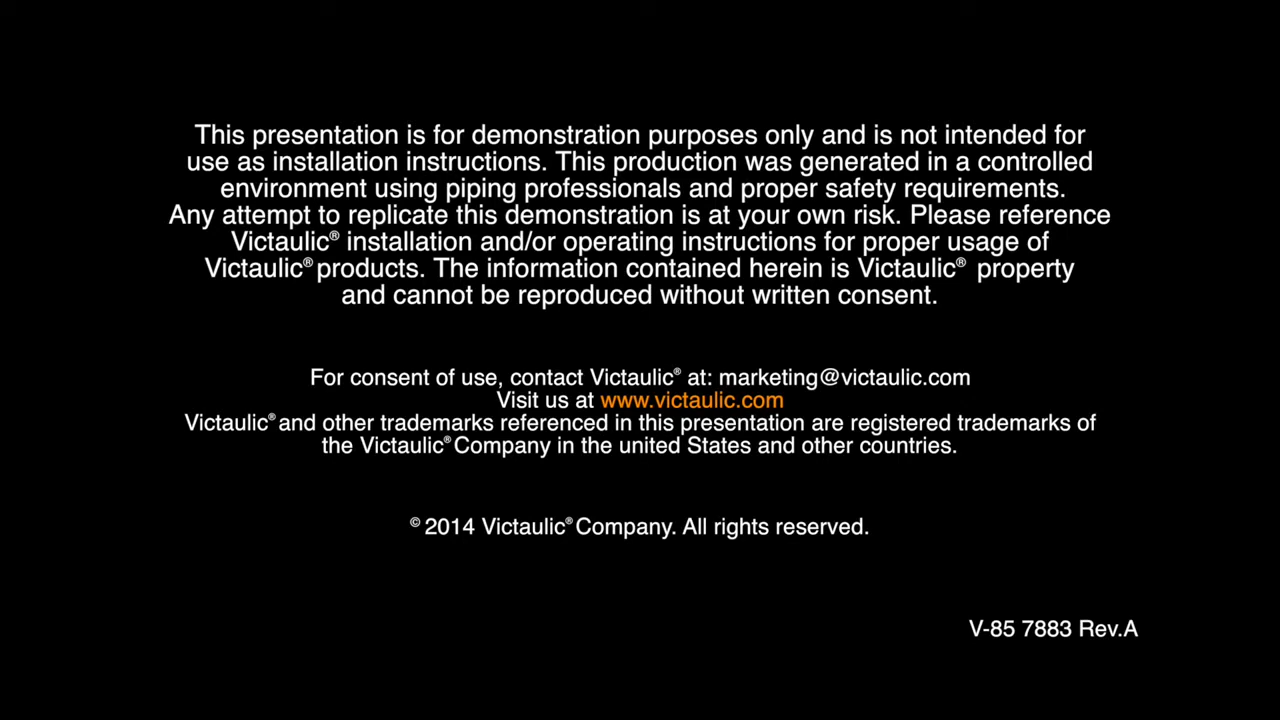 This presentation is for demonstration purposes only and is not intended for
use as installation instructions. This production was generated in a controlled
environment using piping professionals and proper safety requirements.
Any attempt to replicate this demonstration is at your own risk. Please reference
Victaulic® installation and/or operating instructions for proper usage of
Victaulic® products. The information contained herein is Victaulic® property
and cannot be reproduced without written consent.
For consent of use, contact Victaulic® at: marketing@victaulic.com
Visit us at www.victaulic.com
Victaulic® and other trademarks referenced in this presentation are registered trademarks of
the Victaulic® Company in the united States and other countries.
© 2014 Victaulic® Company. All rights reserved.
V-85 7883 Rev.A